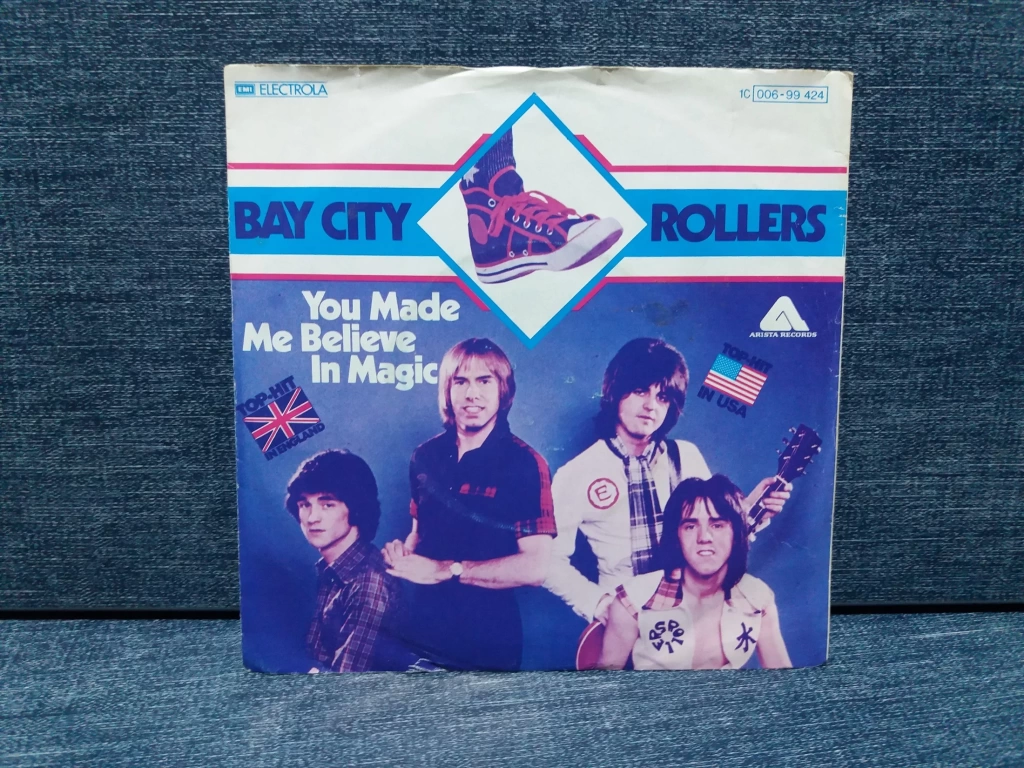 EMI ELECTROLA
1C 006-99 424
BAY CITY ROLLERS
You Made
Me Believe
In Magic
ARISTA RECORDS
TOP-HIT
IN USA
TOP-HIT
IN ENGLAND
E
水